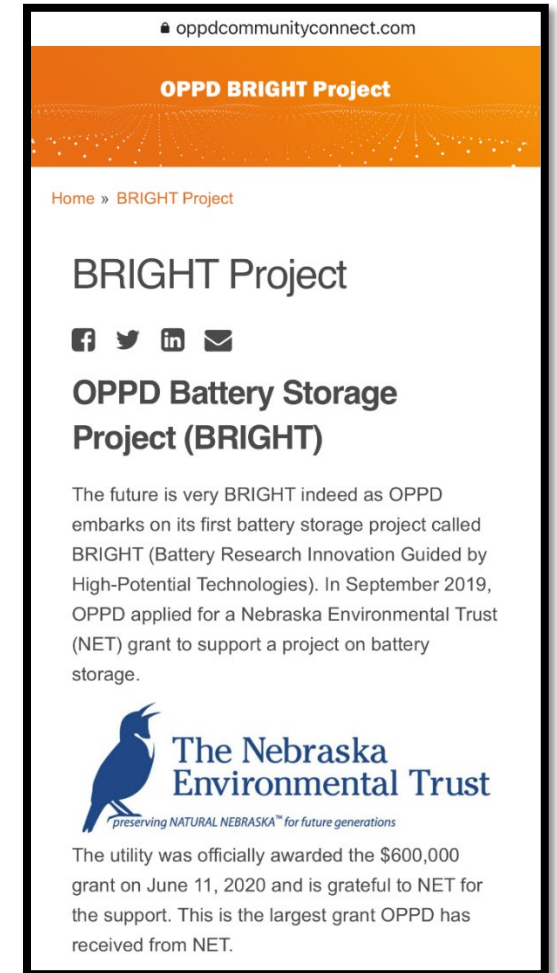 oppdcommunityconnect.com
OPPD BRIGHT Project
Home » BRIGHT Project
BRIGHT Project
OPPD Battery Storage
Project (BRIGHT)
The future is very BRIGHT indeed as OPPD
embarks on its first battery storage project called
BRIGHT (Battery Research Innovation Guided by
High-Potential Technologies). In September 2019,
OPPD applied for a Nebraska Environmental Trust
(NET) grant to support a project on battery
storage.
The Nebraska
Environmental Trust
preserving NATURAL NEBRASKA™ for future generations
The utility was officially awarded the $600,000
grant on June 11, 2020 and is grateful to NET for
the support. This is the largest grant OPPD has
received from NET.